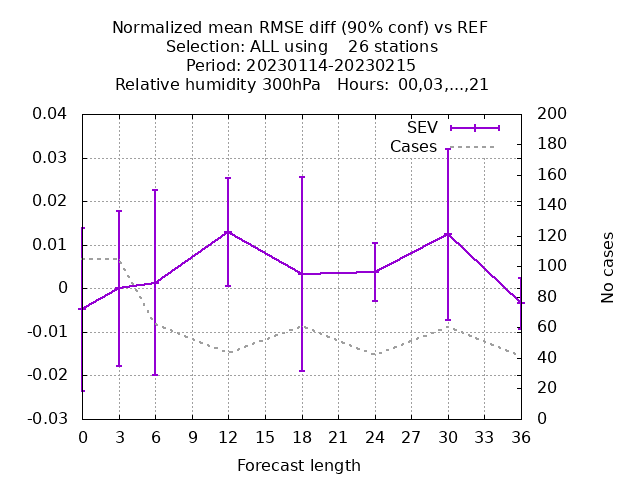 Normalized mean RMSE diff (90% conf) vs REF
Selection: ALL using    26 stations
Period: 20230114-20230215
Relative humidity 300hPa   Hours: 00,03,...,21
0.04
0.03
0.02
0.01
0
-0.01
-0.02
-0.03
SEV
Cases
200
180
160
140
120
100
80
60
40
20
0
No cases
0 3 6 9 12 15 18 21 24 27 30 33 36
Forecast length